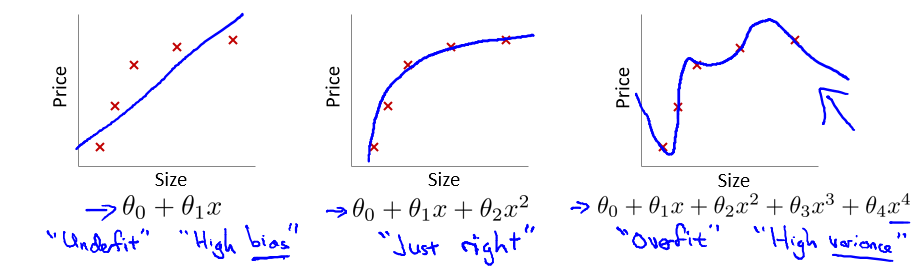 Price
Size
→ θ₀ + θ₁x
"Underfit" "High bias"
Price
Size
→ θ₀ + θ₁x + θ₂x²
"Just right"
Price
Size
→ θ₀ + θ₁x + θ₂x² + θ₃x³ + θ₄x⁴
"Overfit" "High variance"